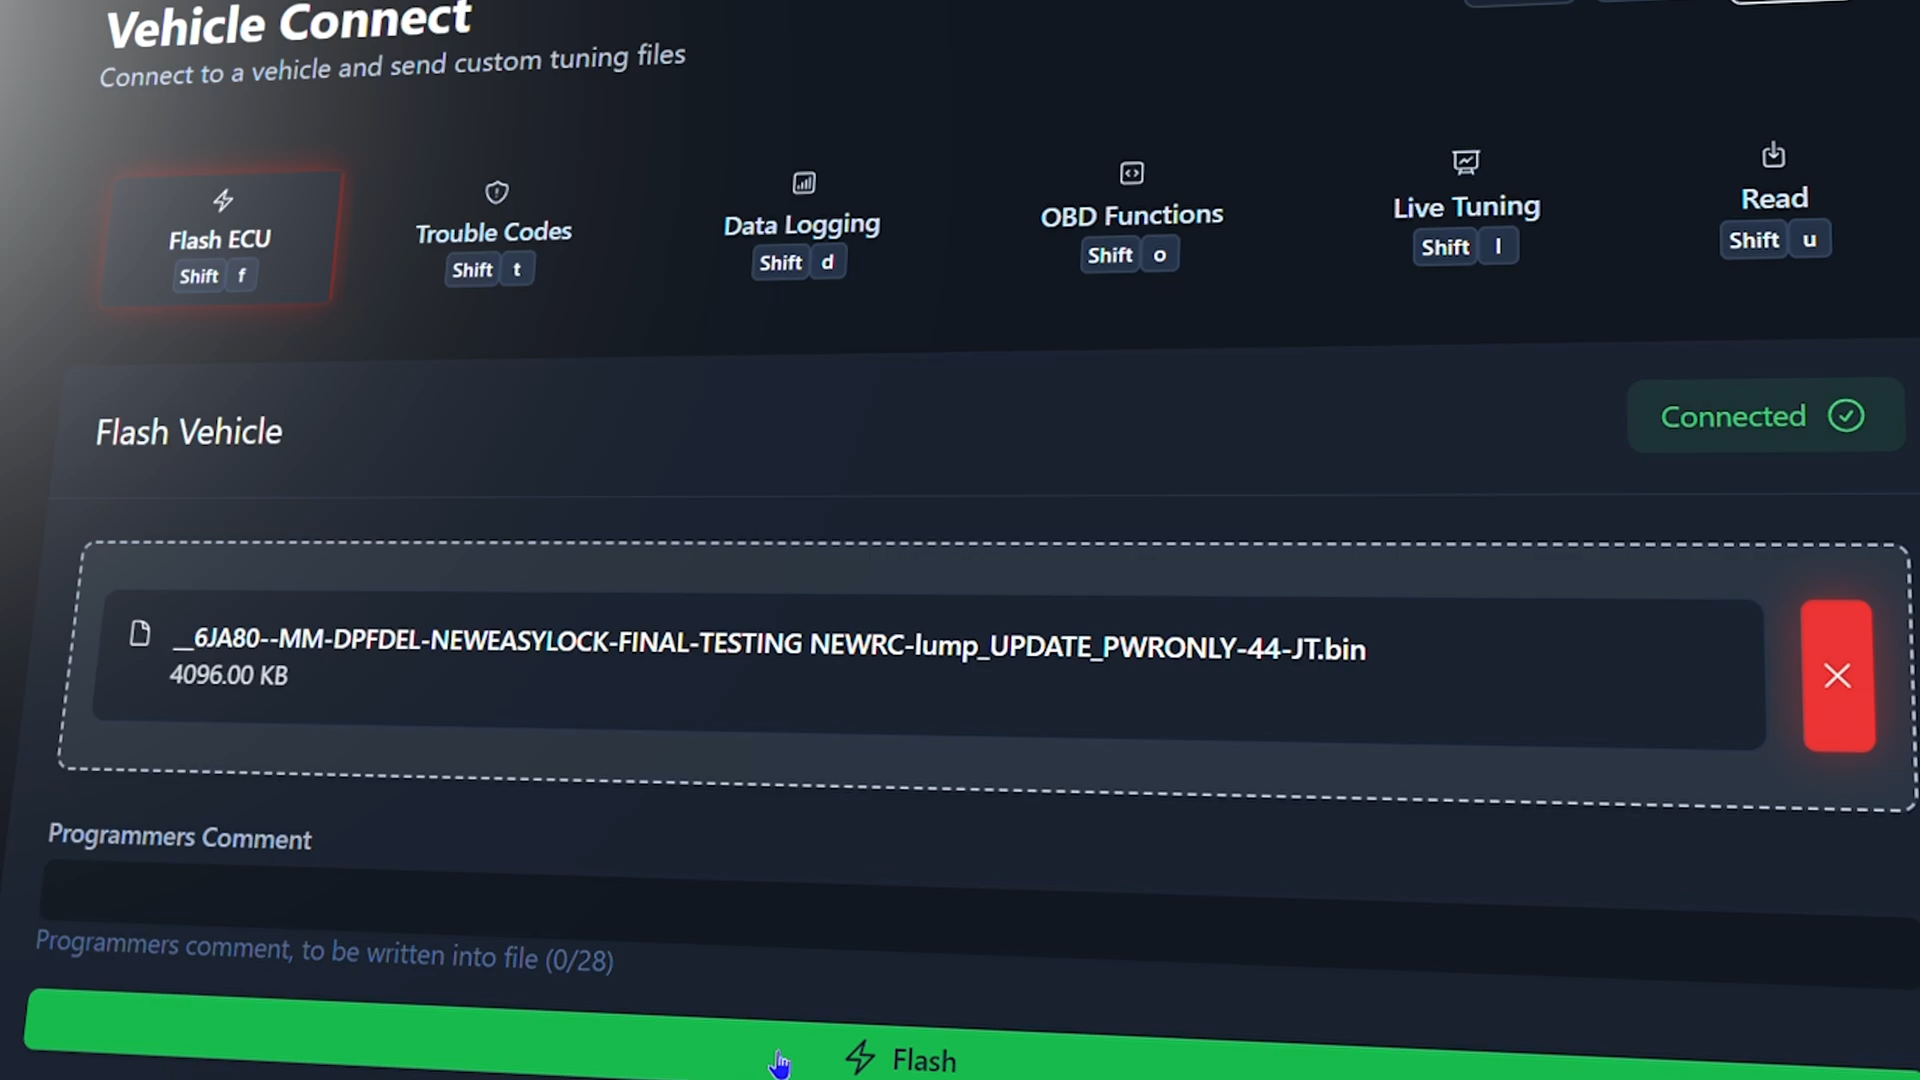 Vehicle Connect
Connect to a vehicle and send custom tuning files
Flash ECU
Shift f
Trouble Codes
Shift t
Data Logging
Shift d
OBD Functions
Shift o
Live Tuning
Shift l
Read
Shift u
Flash Vehicle
Connected
__6JA80--MM-DPFDEL-NEWEASYLOCK-FINAL-TESTING NEWRC-lump_UPDATE_PWRONLY-44-JT.bin
4096.00 KB
Programmers Comment
Programmers comment, to be written into file (0/28)
Flash